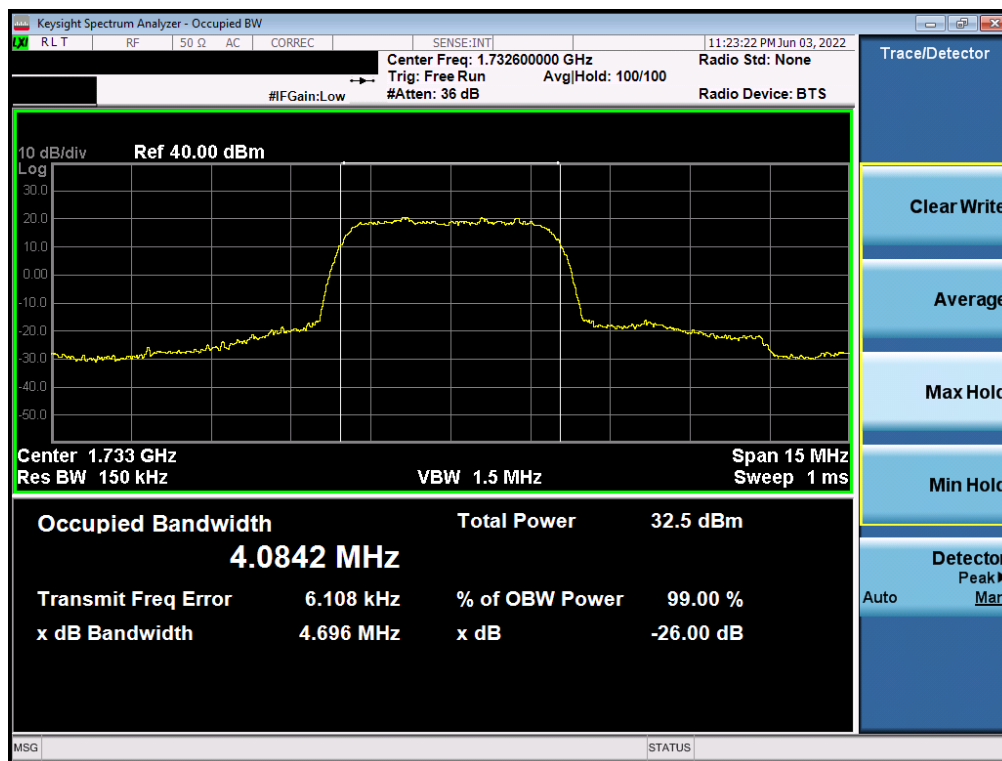 Keysight Spectrum Analyzer - Occupied BW
LXI RLT RF 50 Ω AC CORREC SENSE:INT 11:23:22 PM Jun 03, 2022
Center Freq: 1.732600000 GHz Radio Std: None
Trig: Free Run Avg|Hold: 100/100
#IFGain:Low #Atten: 36 dB Radio Device: BTS
Trace/Detector
10 dB/div Ref 40.00 dBm
Log
30.0
20.0
10.0
0.00
-10.0
-20.0
-30.0
-40.0
-50.0
Center 1.733 GHz Span 15 MHz
Res BW 150 kHz VBW 1.5 MHz Sweep 1 ms
Clear Write
Average
Max Hold
Min Hold
Detector
Peak
Auto Man
Occupied Bandwidth Total Power 32.5 dBm
4.0842 MHz
Transmit Freq Error 6.108 kHz % of OBW Power 99.00 %
x dB Bandwidth 4.696 MHz x dB -26.00 dB
MSG STATUS